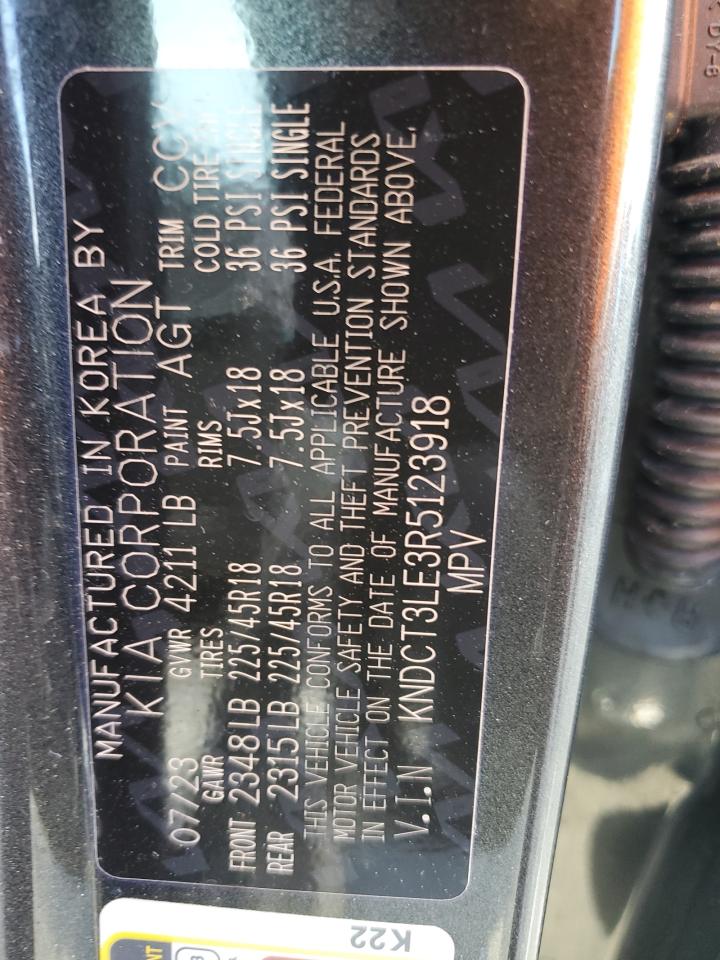 MANUFACTURED IN KOREA BY
KIA CORPORATION
07/23 GVWR 4211 LB PAINT AGT TRIM CCV
GAWR TIRES RIMS COLD TIRE
FRONT 2348LB 225/45R18 7.5Jx18 36 PSI SINGLE
REAR 2315LB 225/45R18 7.5Jx18 36 PSI SINGLE
THIS VEHICLE CONFORMS TO ALL APPLICABLE U.S.A. FEDERAL
MOTOR VEHICLE SAFETY AND THEFT PREVENTION STANDARDS
IN EFFECT ON THE DATE OF MANUFACTURE SHOWN ABOVE.
V.I.N KNDCT3LE3R5123918
MPV
K22